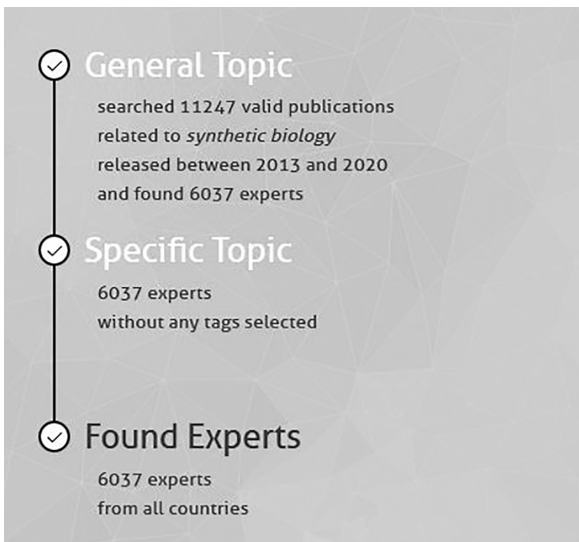 General Topic
searched 11247 valid publications
related to synthetic biology
released between 2013 and 2020
and found 6037 experts
Specific Topic
6037 experts
without any tags selected
Found Experts
6037 experts
from all countries